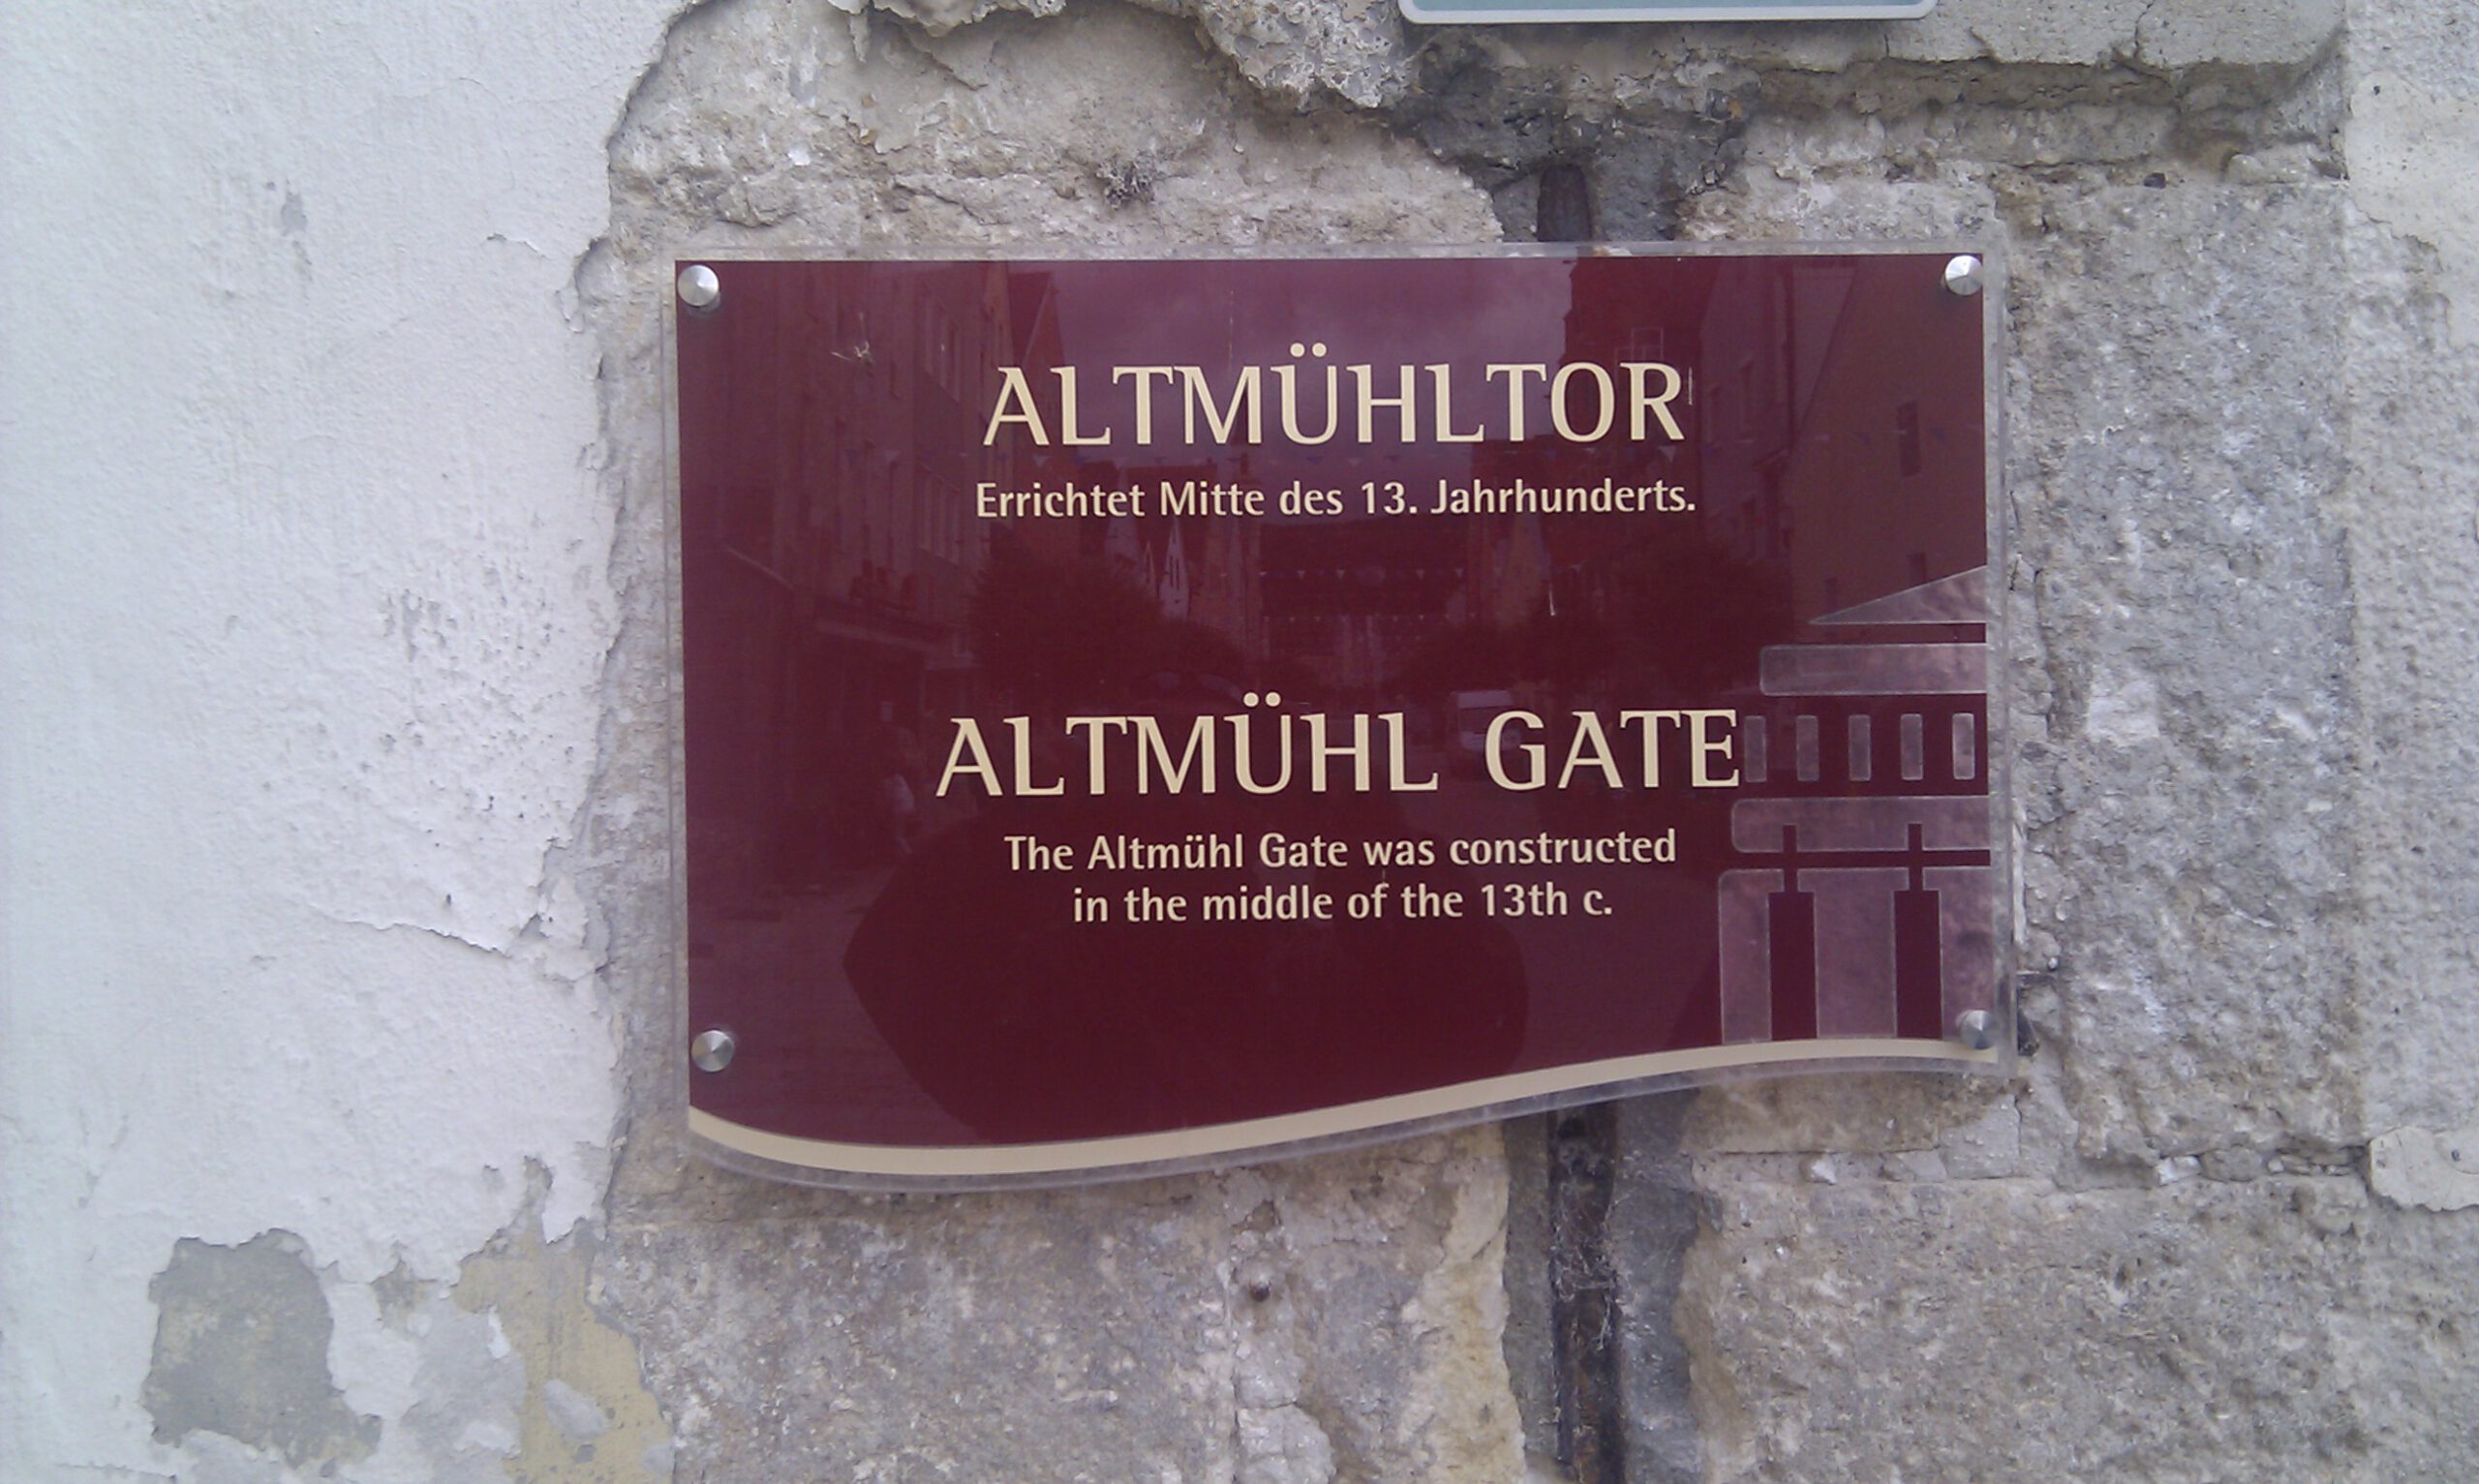 ALTMÜHLTOR
Errichtet Mitte des 13. Jahrhunderts.
ALTMÜHL GATE
The Altmühl Gate was constructed
in the middle of the 13th c.